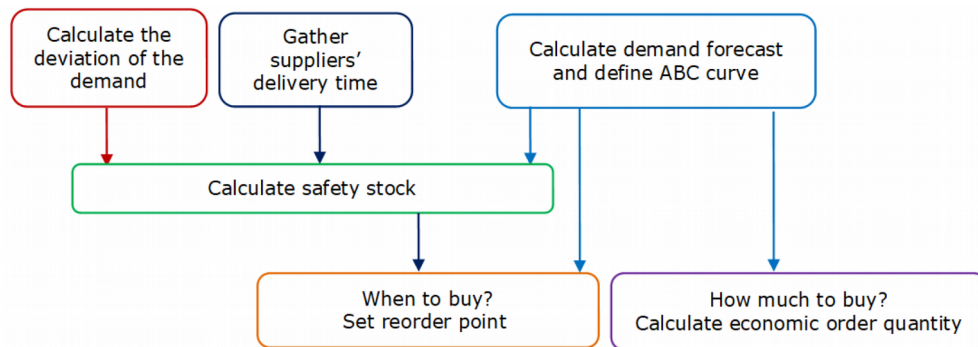 Calculate the
deviation of the
demand
Gather
suppliers'
delivery time
Calculate demand forecast
and define ABC curve
Calculate safety stock
When to buy?
Set reorder point
How much to buy?
Calculate economic order quantity